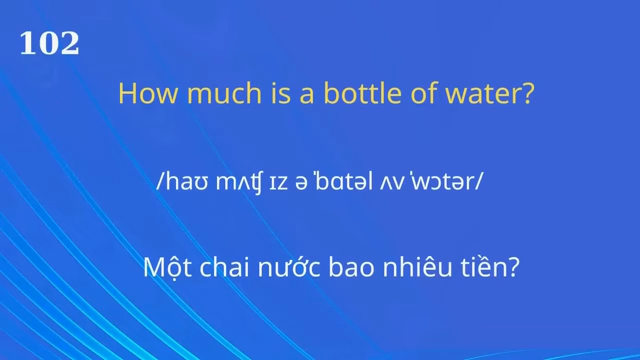 102
How much is a bottle of water?
/haʊ mʌʧ ɪz ə ˈbɑtəl ʌv ˈwɔtər/
Một chai nước bao nhiêu tiền?